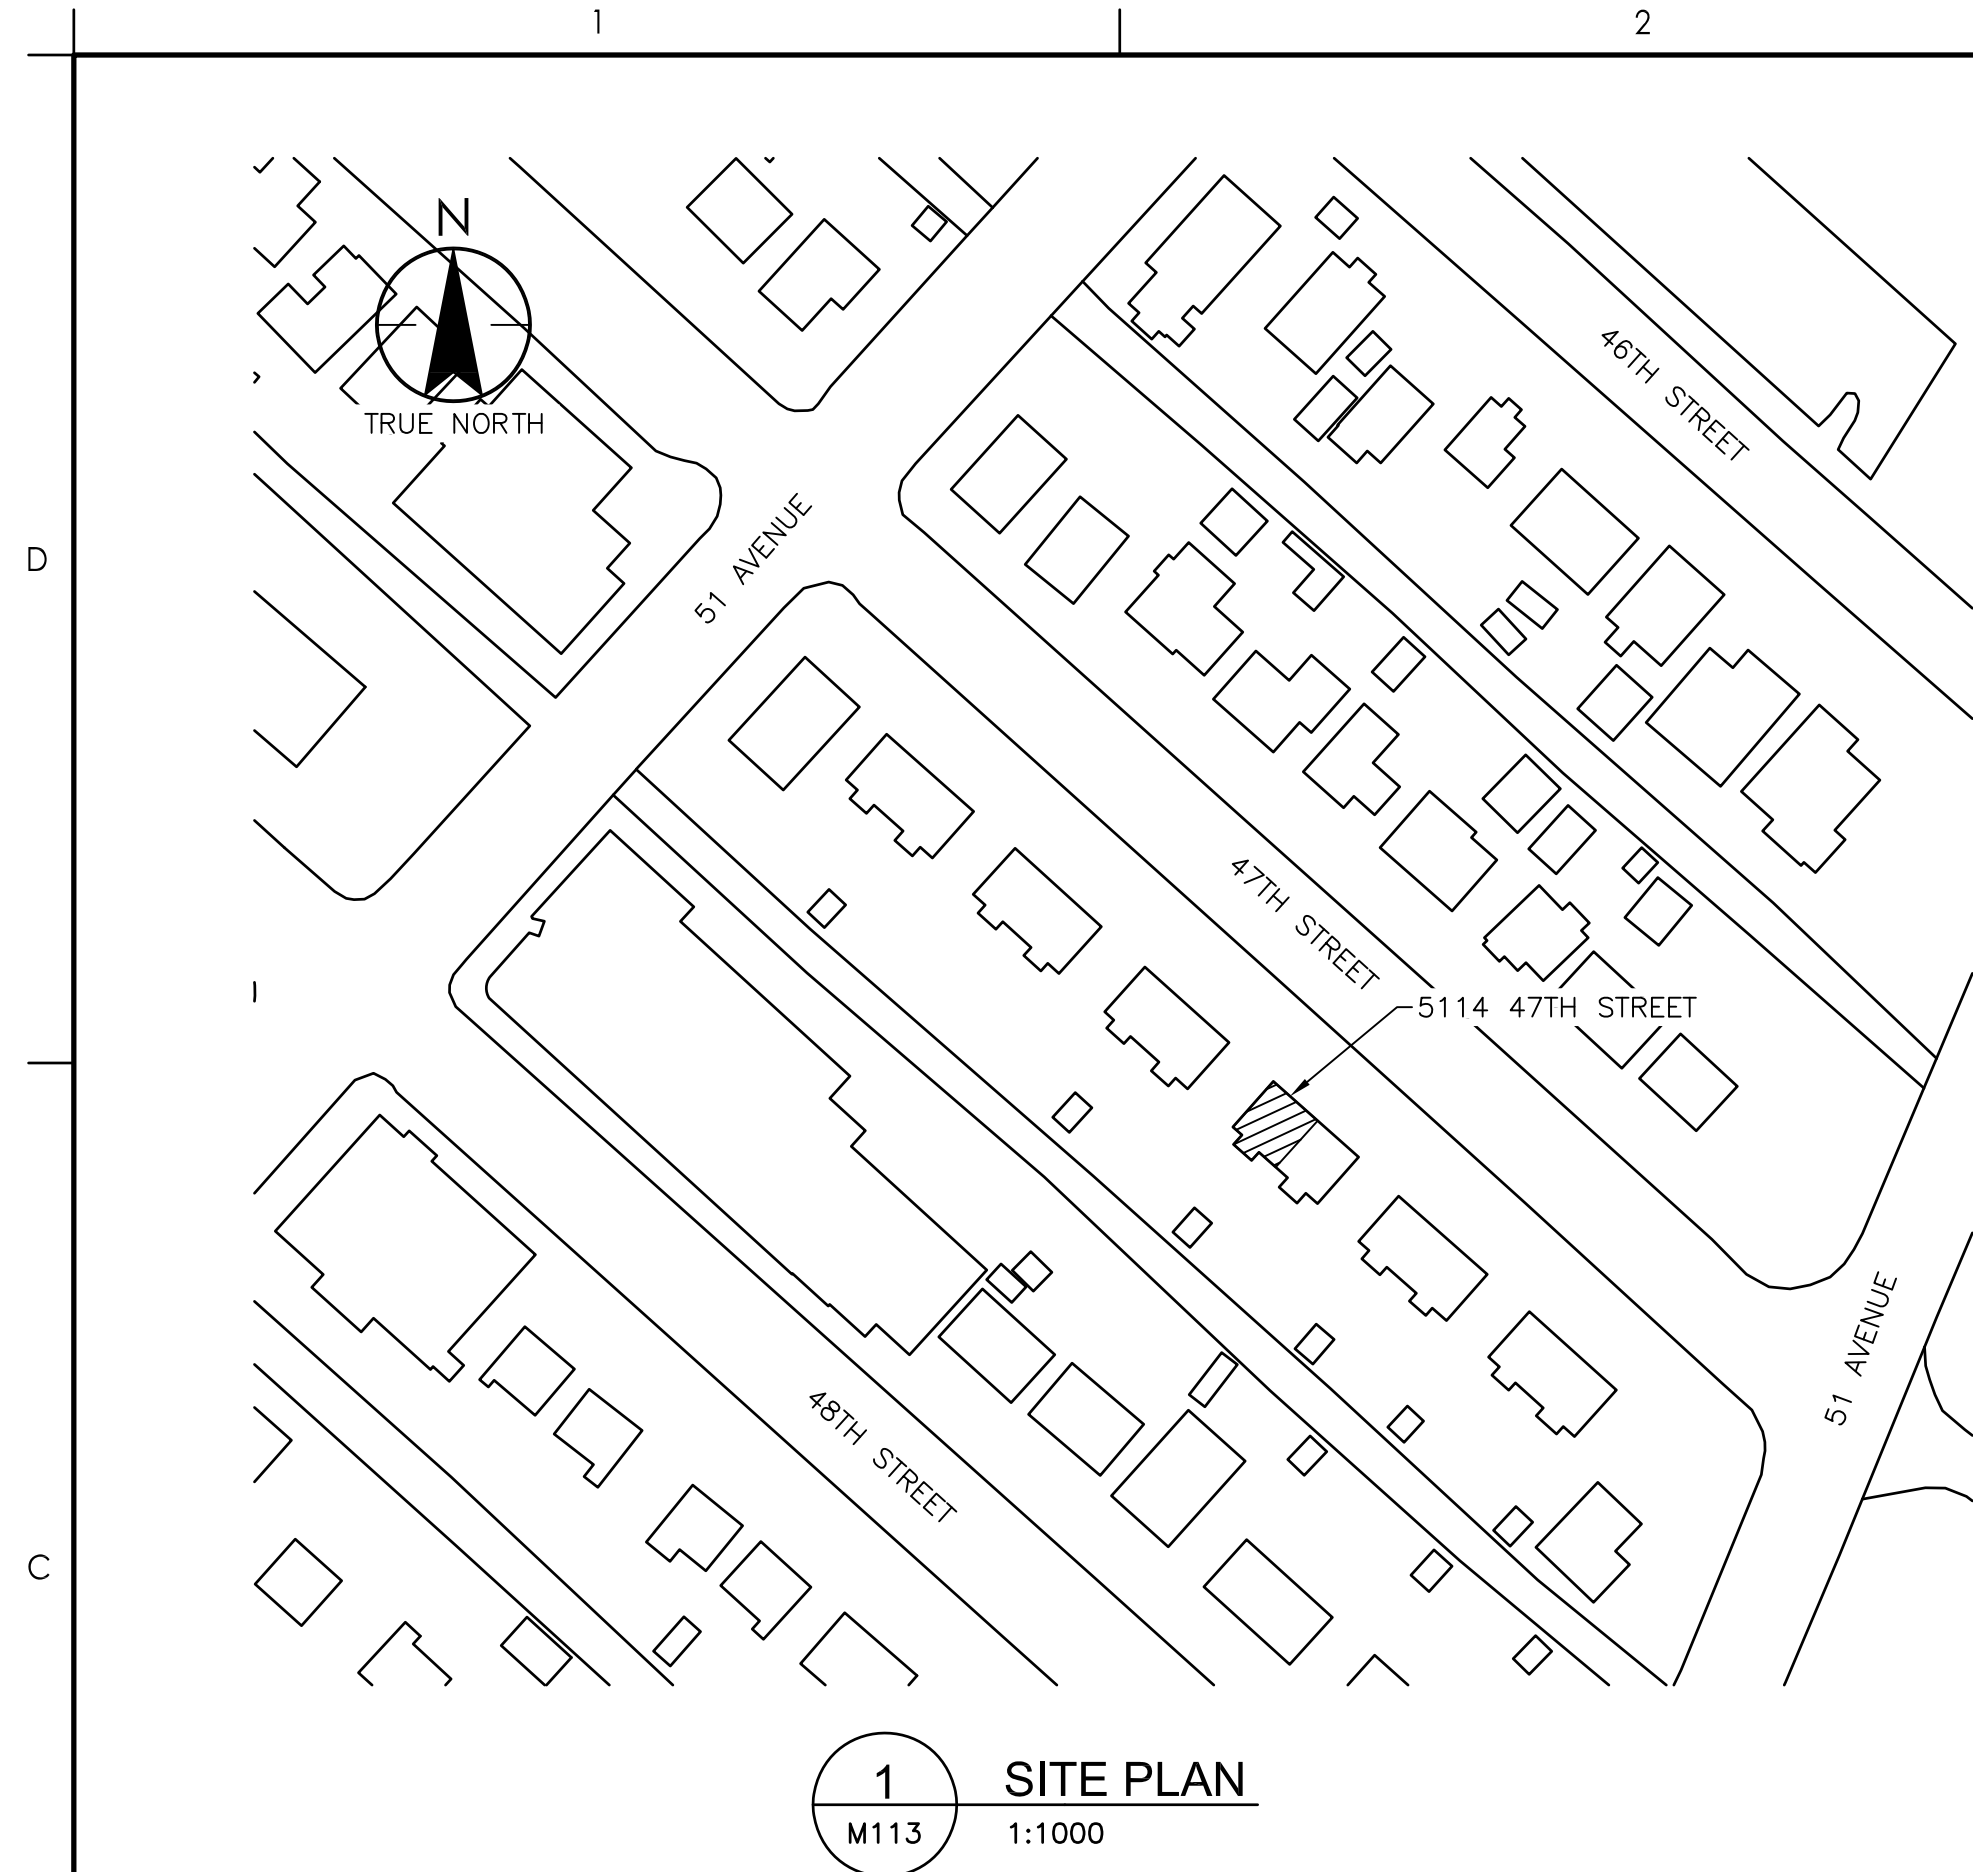 1
2
N
TRUE NORTH
46TH STREET
51 AVENUE
D
47TH STREET
5114 47TH STREET
51 AVENUE
48TH STREET
C
1
SITE PLAN
M113
1:1000